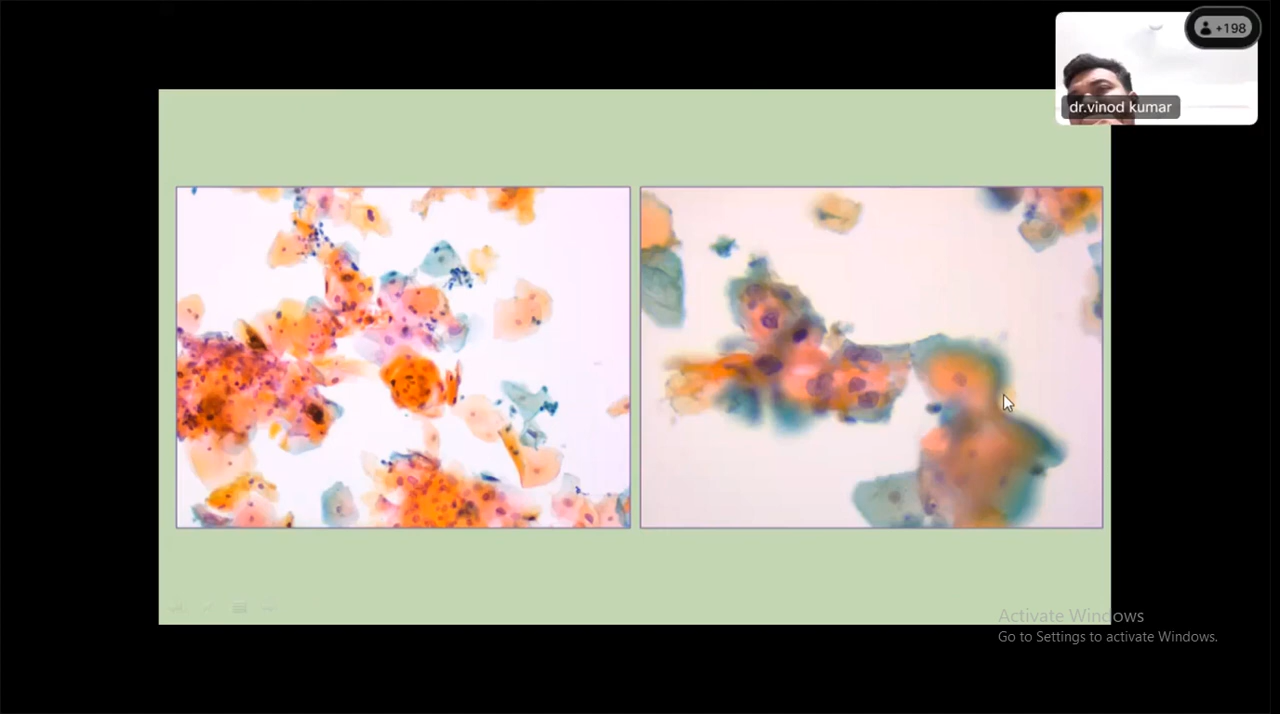 +198
dr.vinod kumar
Activate Windows
Go to Settings to activate Windows.